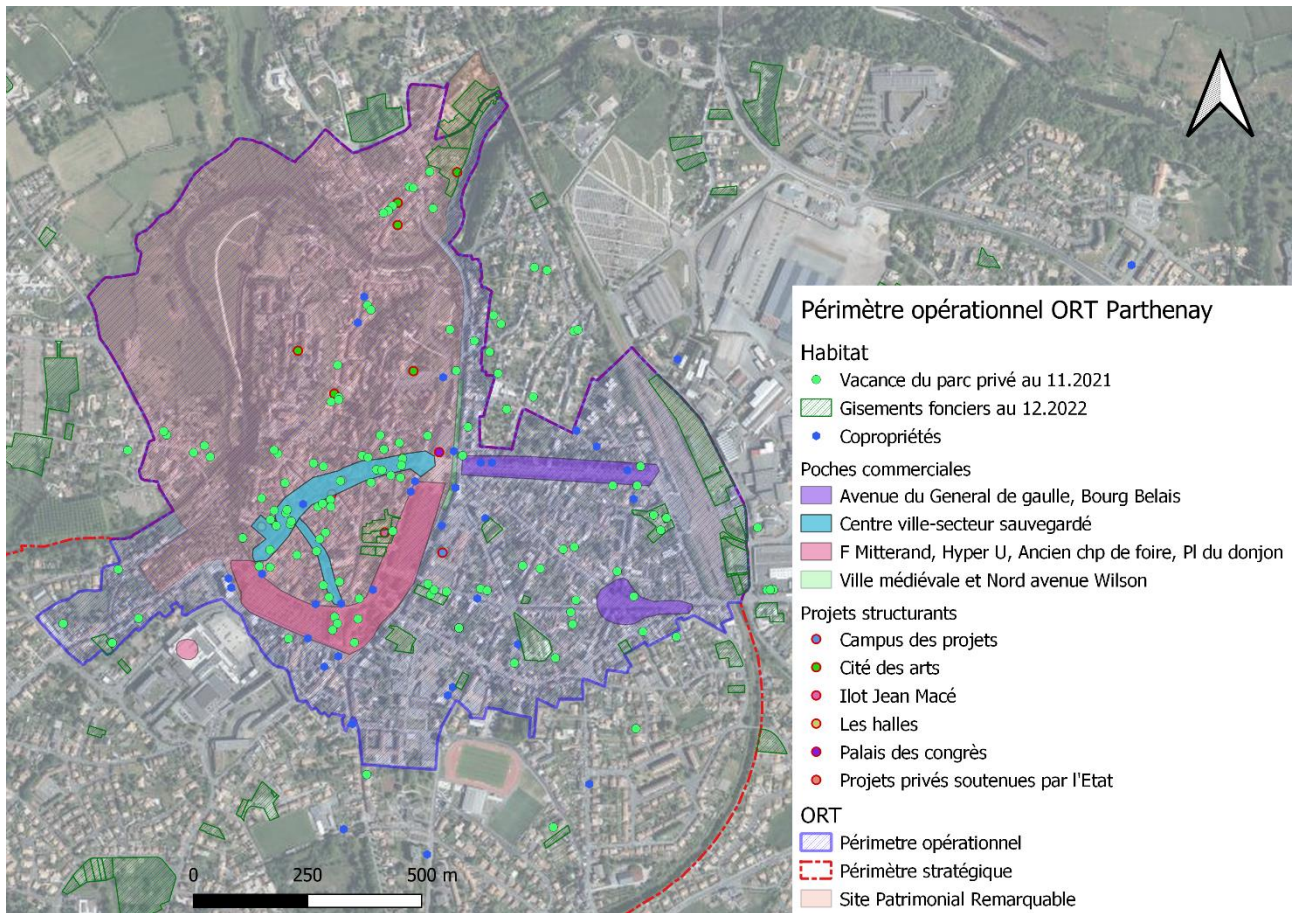 Périmètre opérationnel ORT Parthenay
Habitat
Vacance du parc privé au 11.2021
Gisements fonciers au 12.2022
Copropriétés
Poches commerciales
Avenue du General de gaulle, Bourg Belais
Centre ville-secteur sauvegardé
F Mitterand, Hyper U, Ancien chp de foire, Pl du donjon
Ville médiévale et Nord avenue Wilson
Projets structurants
Campus des projets
Cité des arts
Ilot Jean Macé
Les halles
Palais des congrès
Projets privés soutenues par l'Etat
ORT
Périmetre opérationnel
Périmètre stratégique
Site Patrimonial Remarquable
0 250 500 m